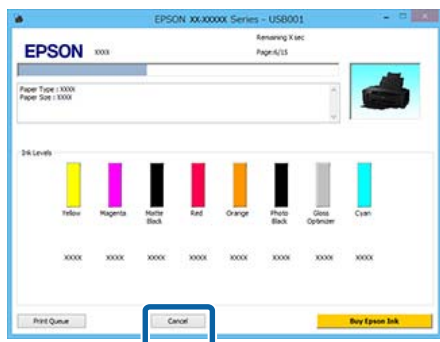 EPSON XX-XXXXX Series - USB001
Remaining X sec
EPSON XXXX Page:6/15
Paper Type : XXXX
Paper Size : XXXX
Ink Levels
Yellow Magenta Matte Black Red Orange Photo Black Gloss Optimizer Cyan
XXXX XXXX XXXX XXXX XXXX XXXX XXXX XXXX
Print Queue Cancel Buy Epson Ink